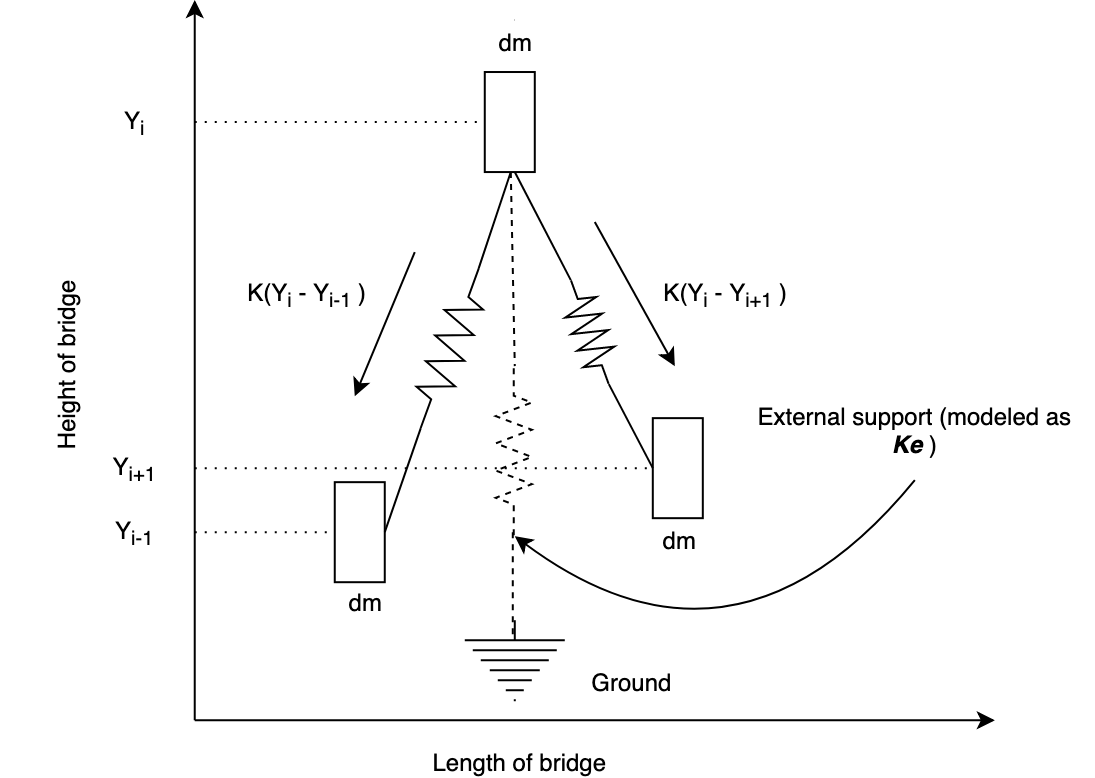 dm
Yi
K(Yi - Yi-1 )
K(Yi - Yi+1 )
Height of bridge
External support (modeled as
Ke )
Yi+1
Yi-1
dm
dm
Ground
Length of bridge